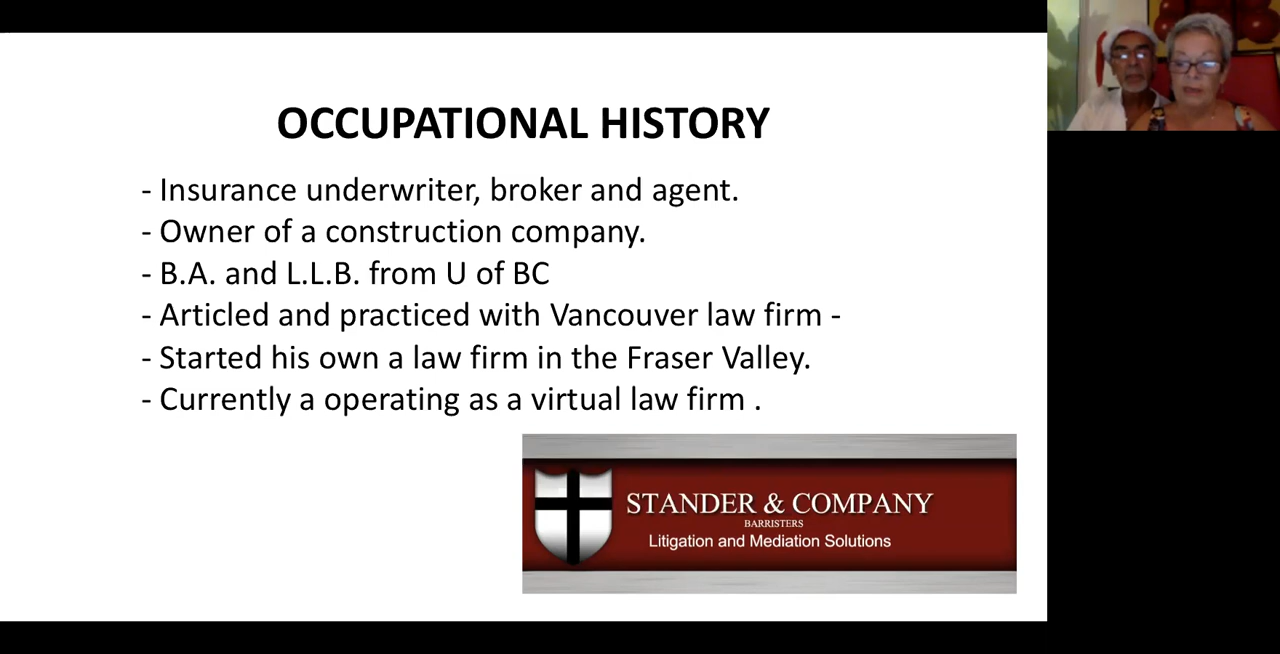 OCCUPATIONAL HISTORY
- Insurance underwriter, broker and agent.
- Owner of a construction company.
- B.A. and L.L.B. from U of BC
- Articled and practiced with Vancouver law firm -
- Started his own a law firm in the Fraser Valley.
- Currently a operating as a virtual law firm .
STANDER & COMPANY
BARRISTERS
Litigation and Mediation Solutions